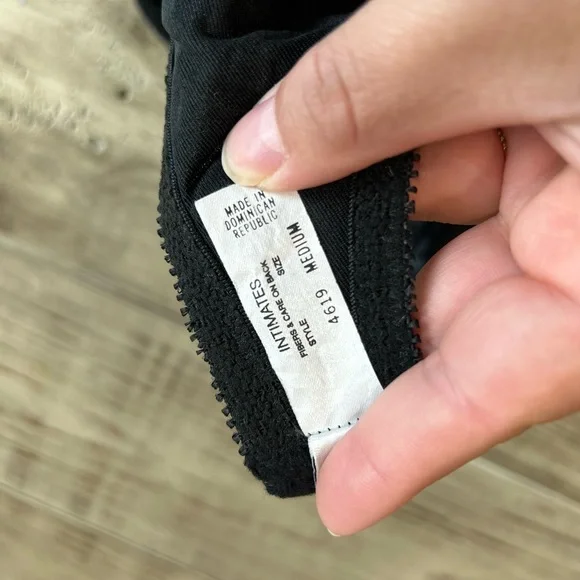 MADE IN
DOMINICAN
REPUBLIC
INTIMATES
FIBERS & CARE ON BACK
STYLE SIZE
4619 MEDIUM